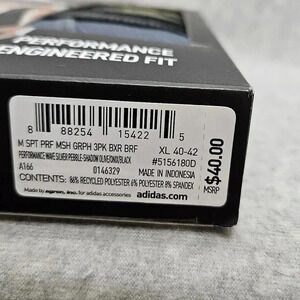 PERFORMANCE
ENGINEERED FIT
8 88254 15422 5
M SPT PRF MSH GRPH 3PK BXR BRF XL 40-42
PERFORMANCE WAVE SILVER PEBBLE-SHADOW OLIVE/ONIX/BLACK #5156180D
A166 0146329 MADE IN INDONESIA
CONTENTS: 86% RECYCLED POLYESTER 6% POLYESTER 8% SPANDEX
Made by agron, inc. for adidas accessories adidas.com
$40.00
MSRP